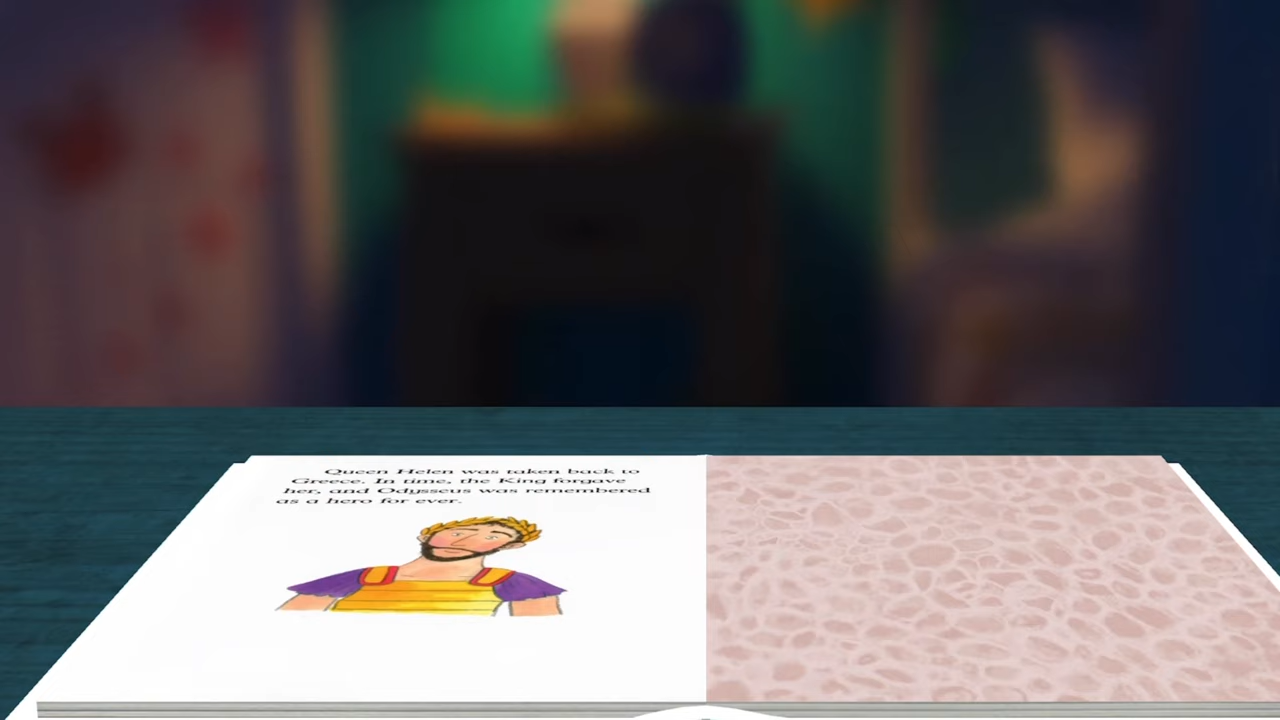 Queen Helen was taken back to
Greece. In time, the King forgave
her, and Odysseus was remembered
as a hero for ever.